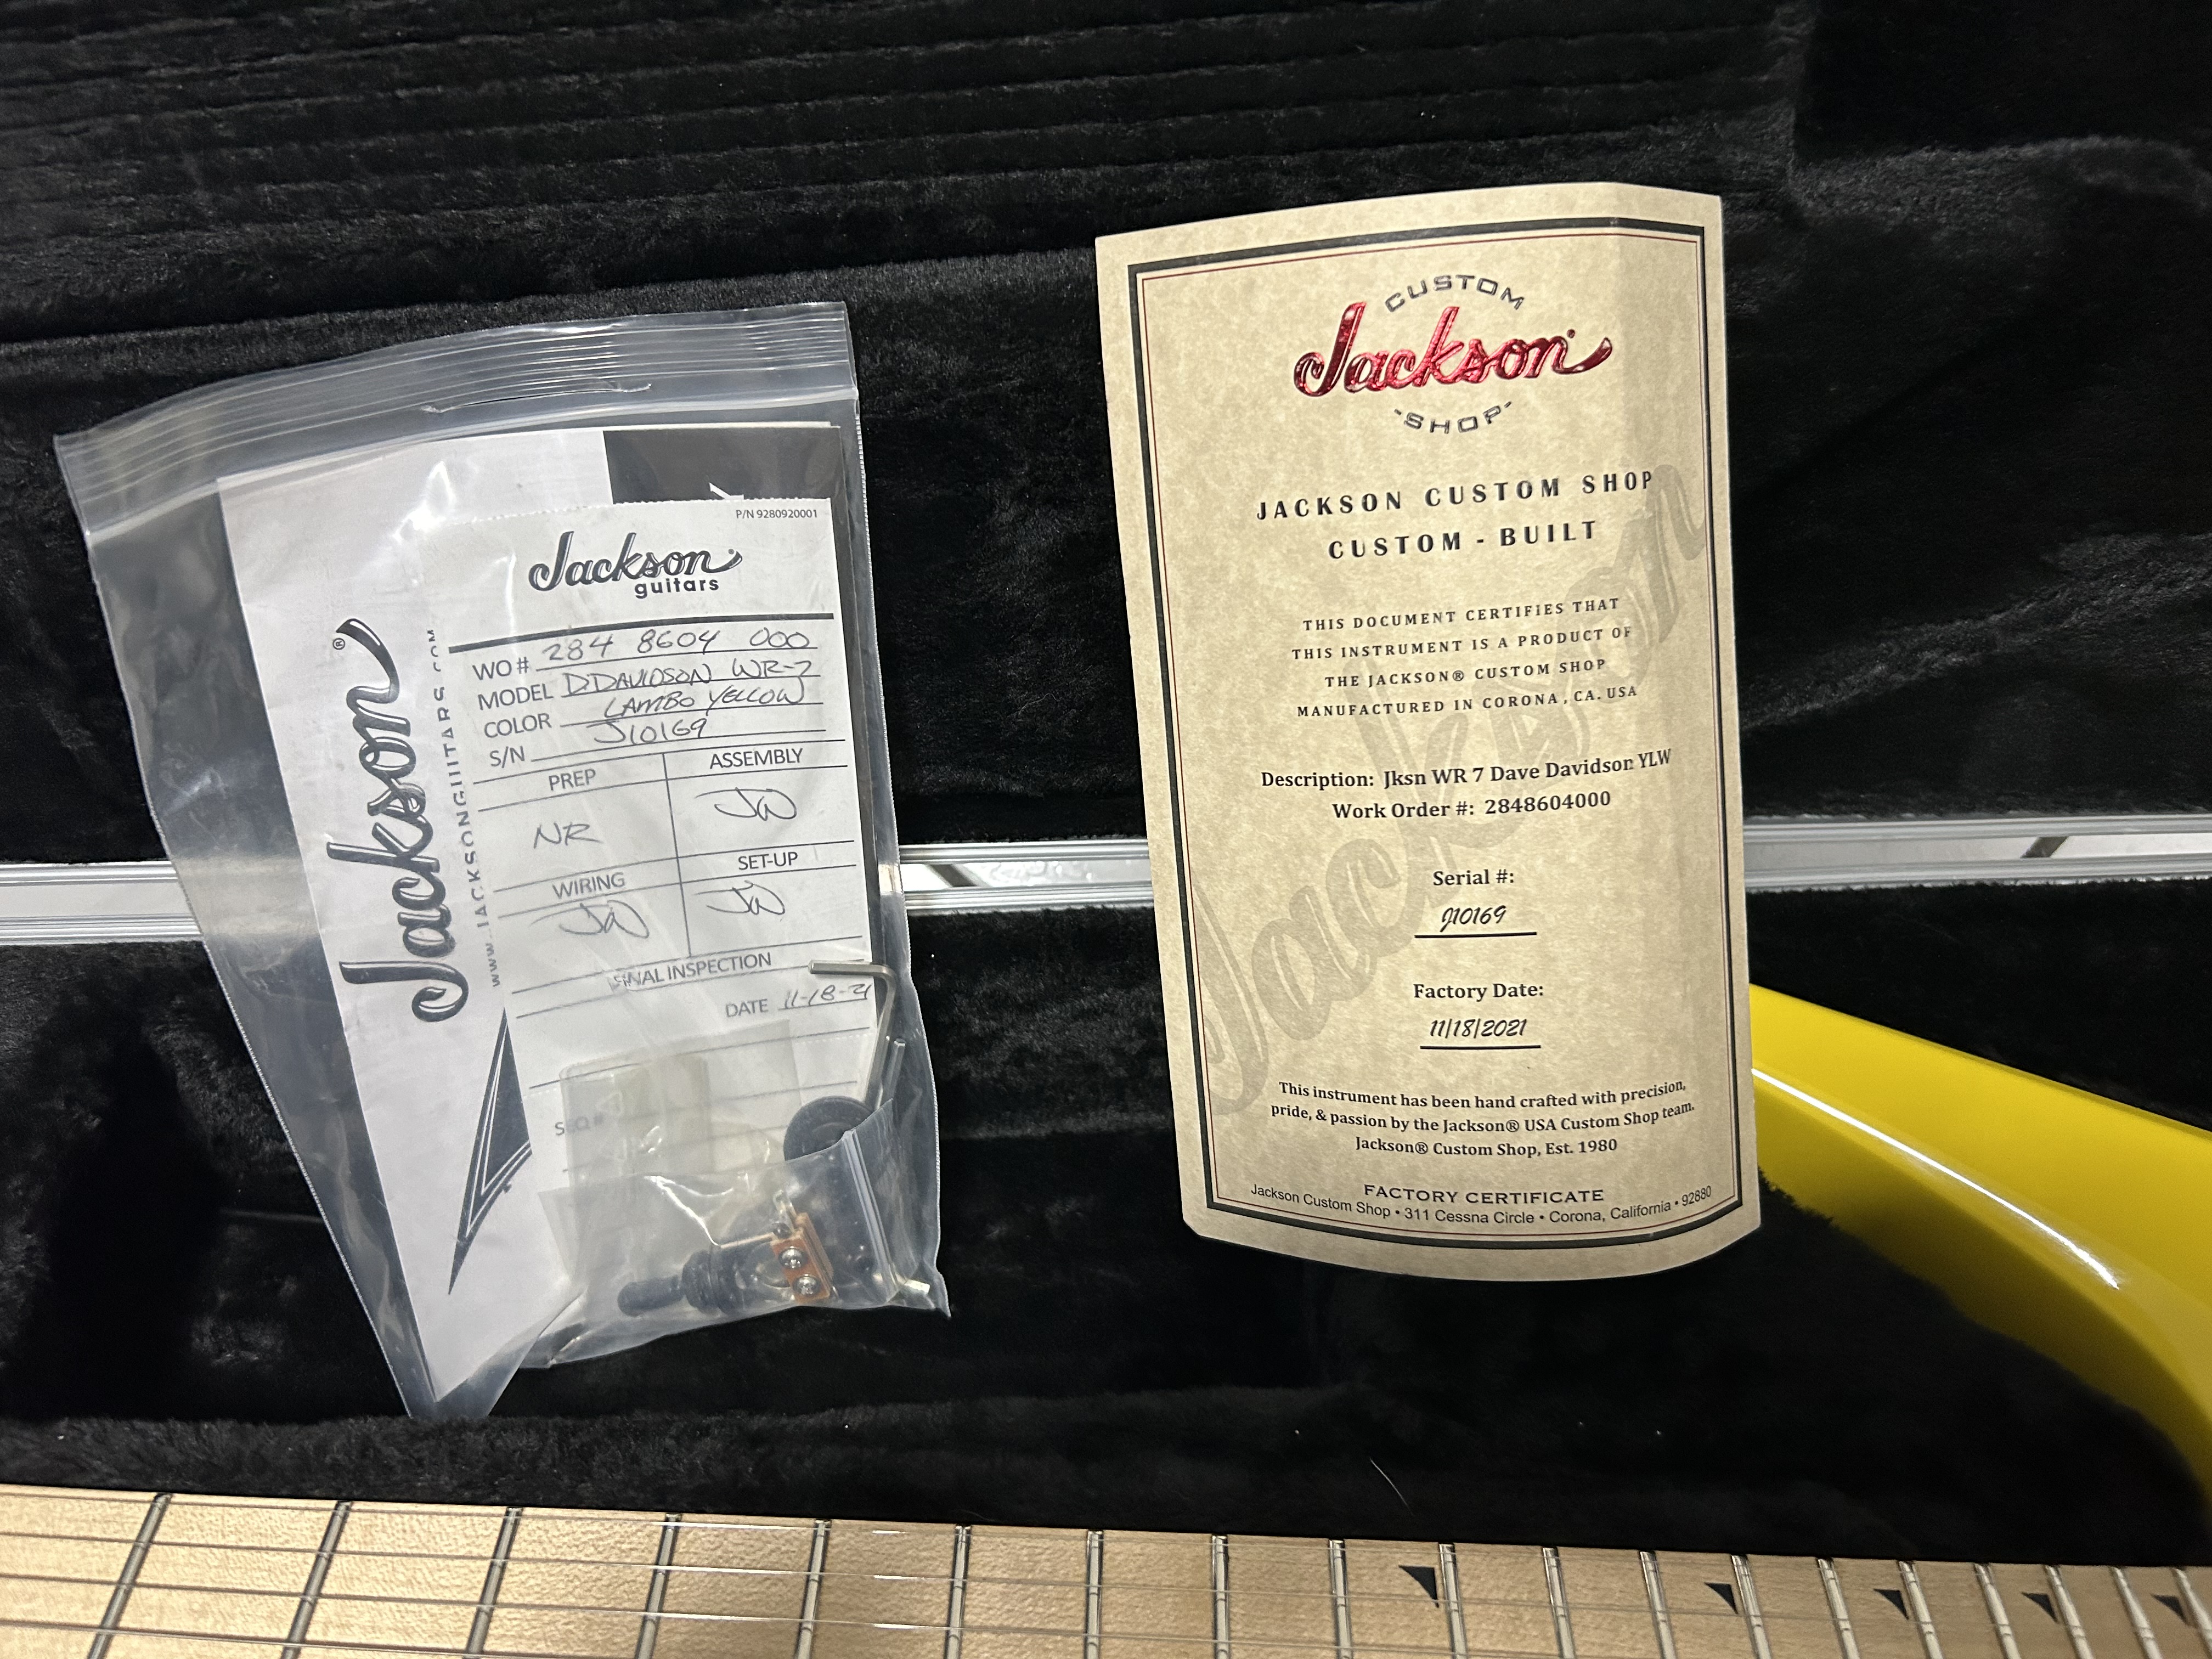 P/N 9280920001
Jackson
guitars
WO# 284 8604 000
MODEL D.DAVIDSON WR-7
COLOR LAMBO YELLOW
S/N J10169
PREP
ASSEMBLY
NR
JW
WIRING
SET-UP
JW
JW
FINAL INSPECTION
DATE 11-18-21
SEQ #
Jackson®
www.JACKSONGUITARS.COM
CUSTOM
Jackson
SHOP
JACKSON CUSTOM SHOP
CUSTOM - BUILT
THIS DOCUMENT CERTIFIES THAT
THIS INSTRUMENT IS A PRODUCT OF
THE JACKSON® CUSTOM SHOP
MANUFACTURED IN CORONA, CA. USA
Description: Jksn WR 7 Dave Davidson YLW
Work Order #: 2848604000
Serial #:
J10169
Factory Date:
11/18/2021
This instrument has been hand crafted with precision,
pride, & passion by the Jackson® USA Custom Shop team.
Jackson® Custom Shop, Est. 1980
FACTORY CERTIFICATE
Jackson Custom Shop • 311 Cessna Circle • Corona, California • 92880
Jackson